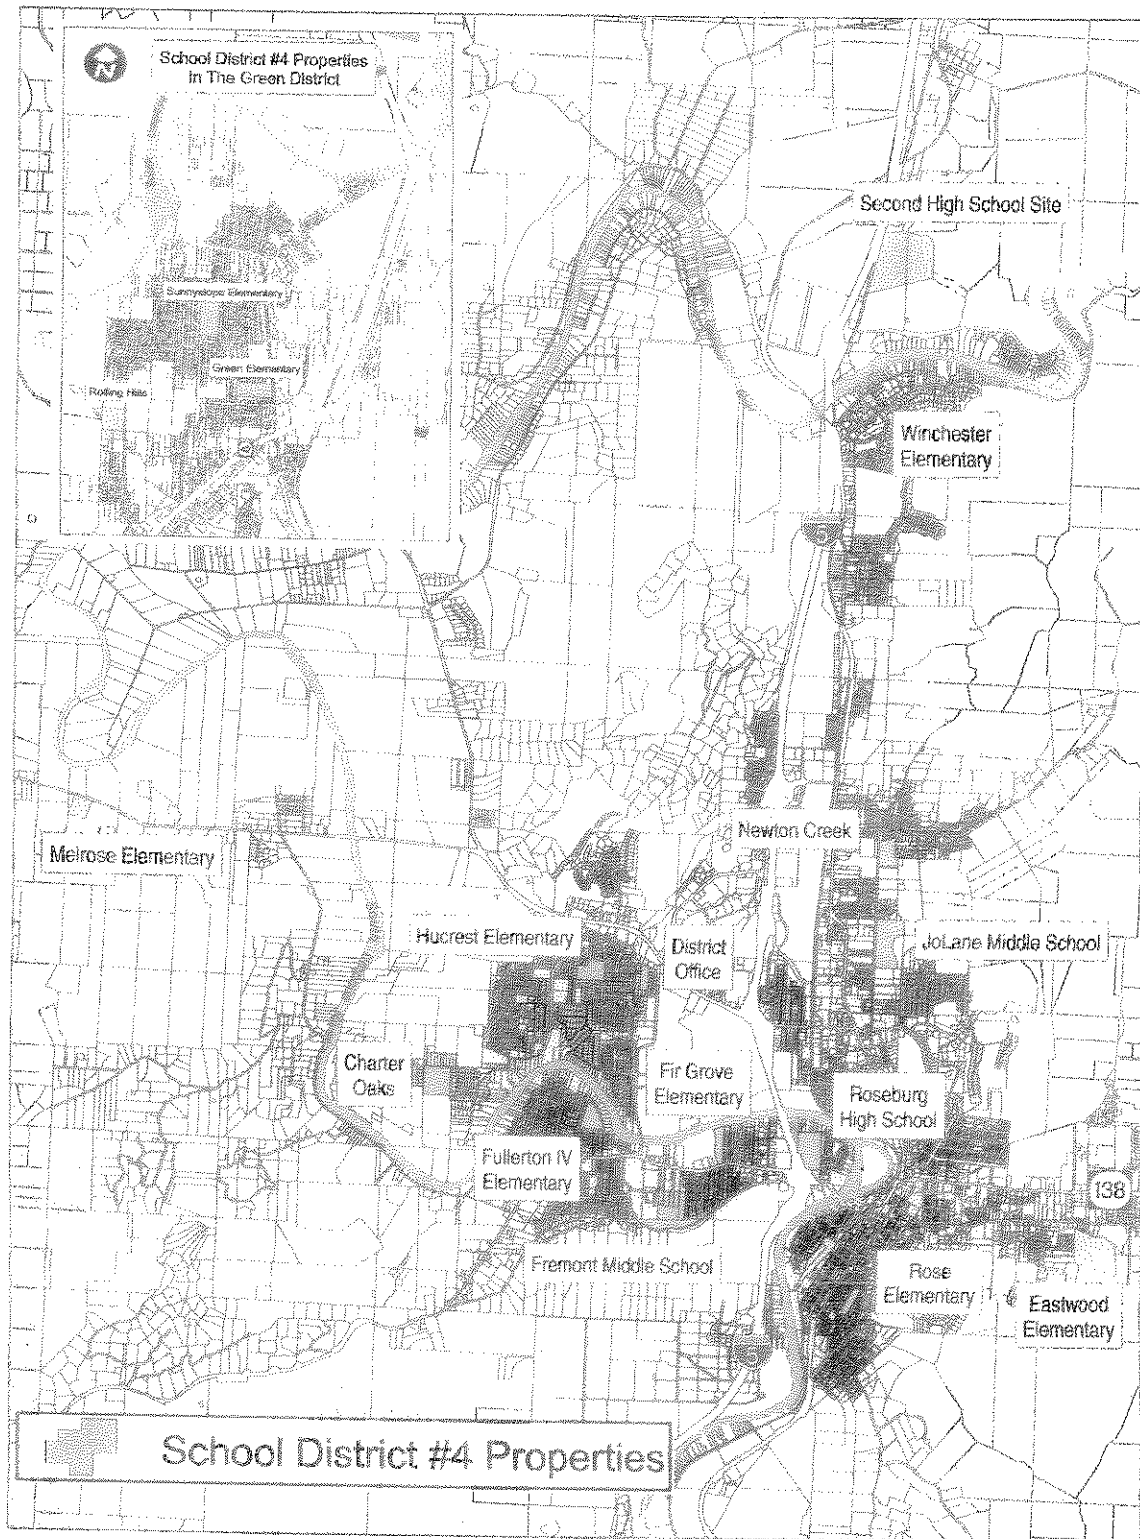 School District #4 Properties
In The Green District
Sunnyslope Elementary
Green Elementary
Rolling Hills
Second High School Site
Winchester
Elementary
5
Newton Creek
Melrose Elementary
Hucrest Elementary
District
Office
JoLane Middle School
Charter
Oaks
Fir Grove
Elementary
Roseburg
High School
Fullerton IV
Elementary
138
Fremont Middle School
Rose
Elementary
Eastwood
Elementary
School District #4 Properties